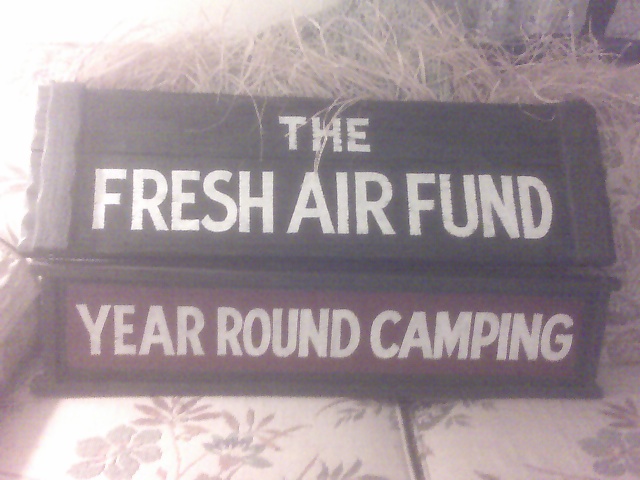 THE
FRESH AIR FUND
YEAR ROUND CAMPING